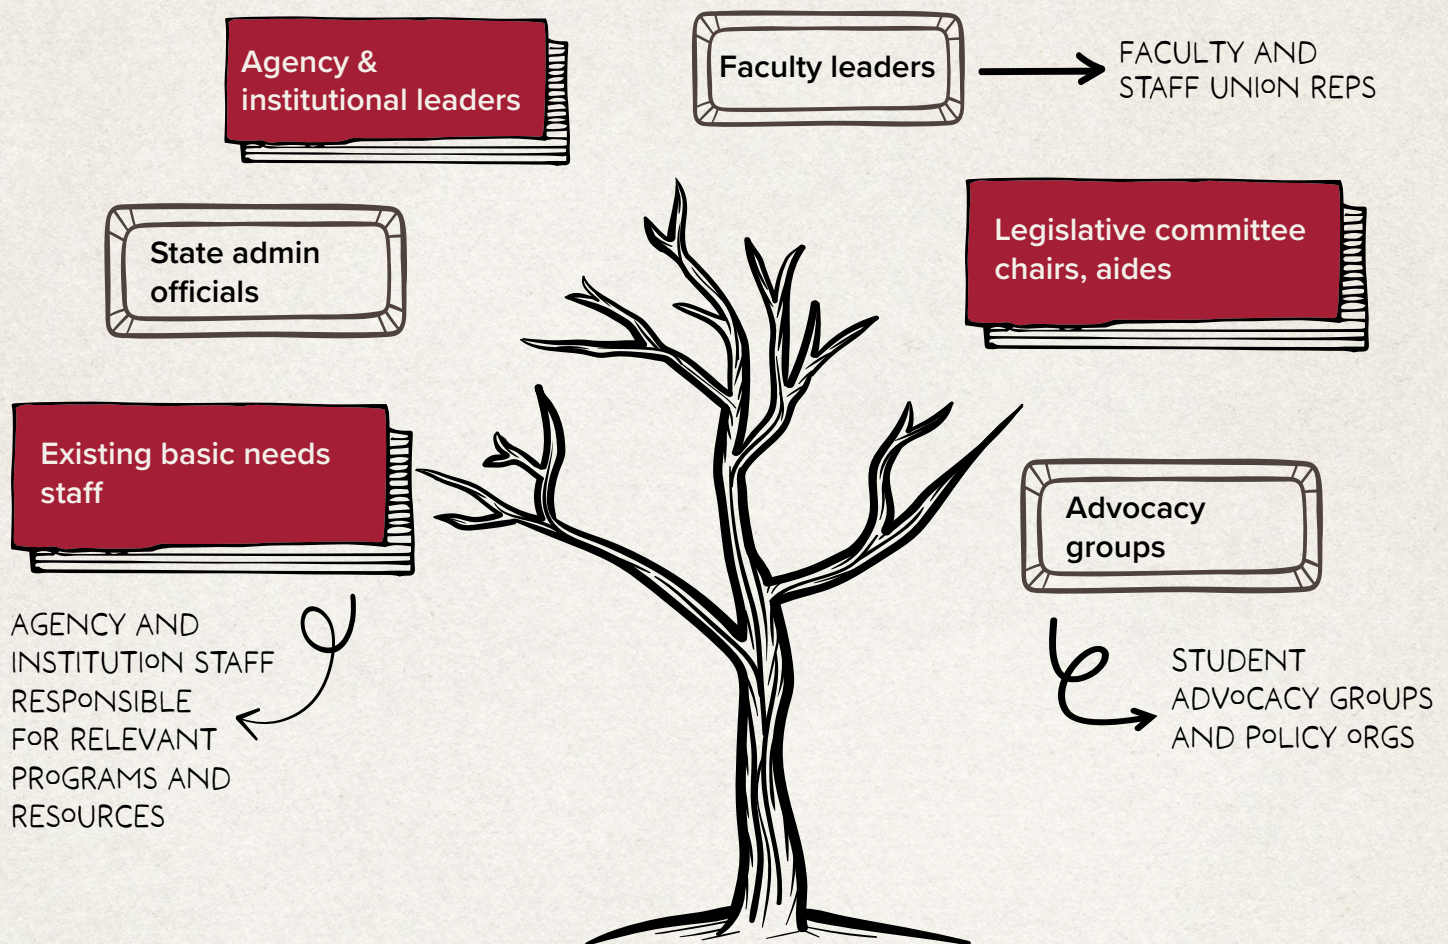 Agency &
institutional leaders
Faculty leaders
FACULTY AND
STAFF UNION REPS
State admin
officials
Legislative committee
chairs, aides
Existing basic needs
staff
AGENCY AND
INSTITUTION STAFF
RESPONSIBLE
FOR RELEVANT
PROGRAMS AND
RESOURCES
Advocacy
groups
STUDENT
ADVOCACY GROUPS
AND POLICY ORGS